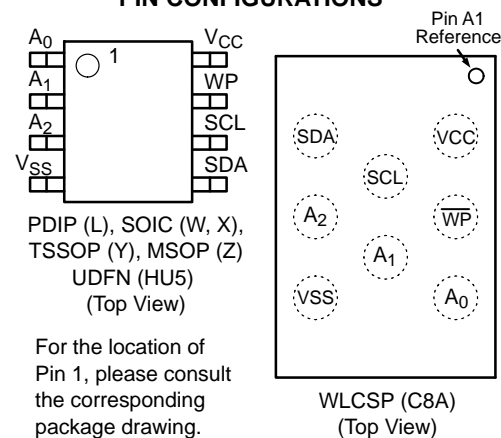 PIN CONFIGURATIONS
A0
1
VCC
A1
WP
A2
SCL
VSS
SDA
PDIP (L), SOIC (W, X),
TSSOP (Y), MSOP (Z)
UDFN (HU5)
(Top View)
For the location of
Pin 1, please consult
the corresponding
package drawing.
Pin A1
Reference
SDA
VCC
SCL
A2
WP
A1
VSS
A0
WLCSP (C8A)
(Top View)